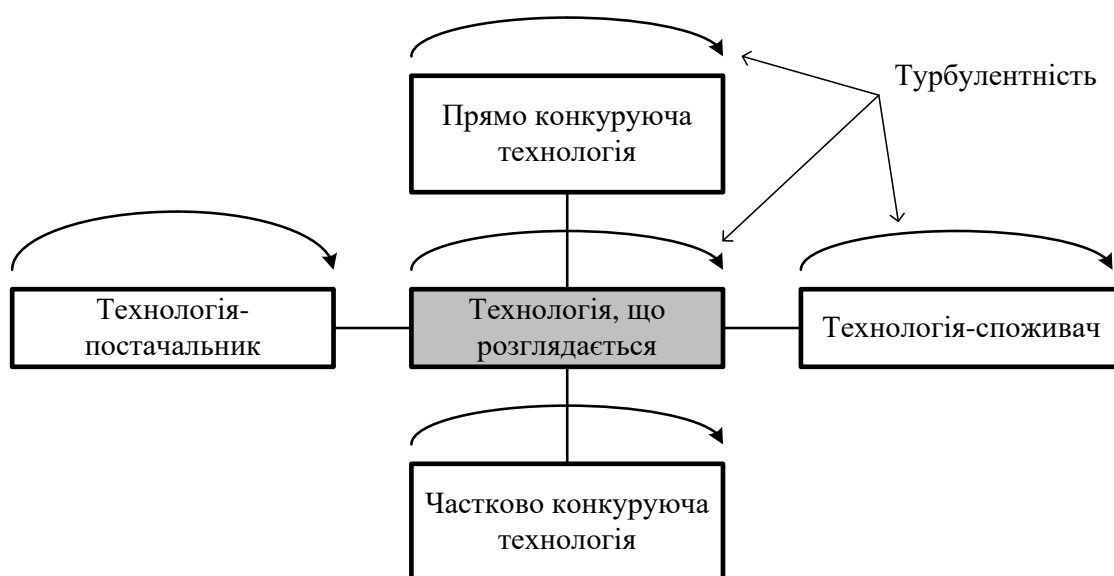 Турбулентність
Прямо конкуруюча
технологія
Технологія-
постачальник
Технологія, що
розглядається
Технологія-споживач
Частково конкуруюча
технологія